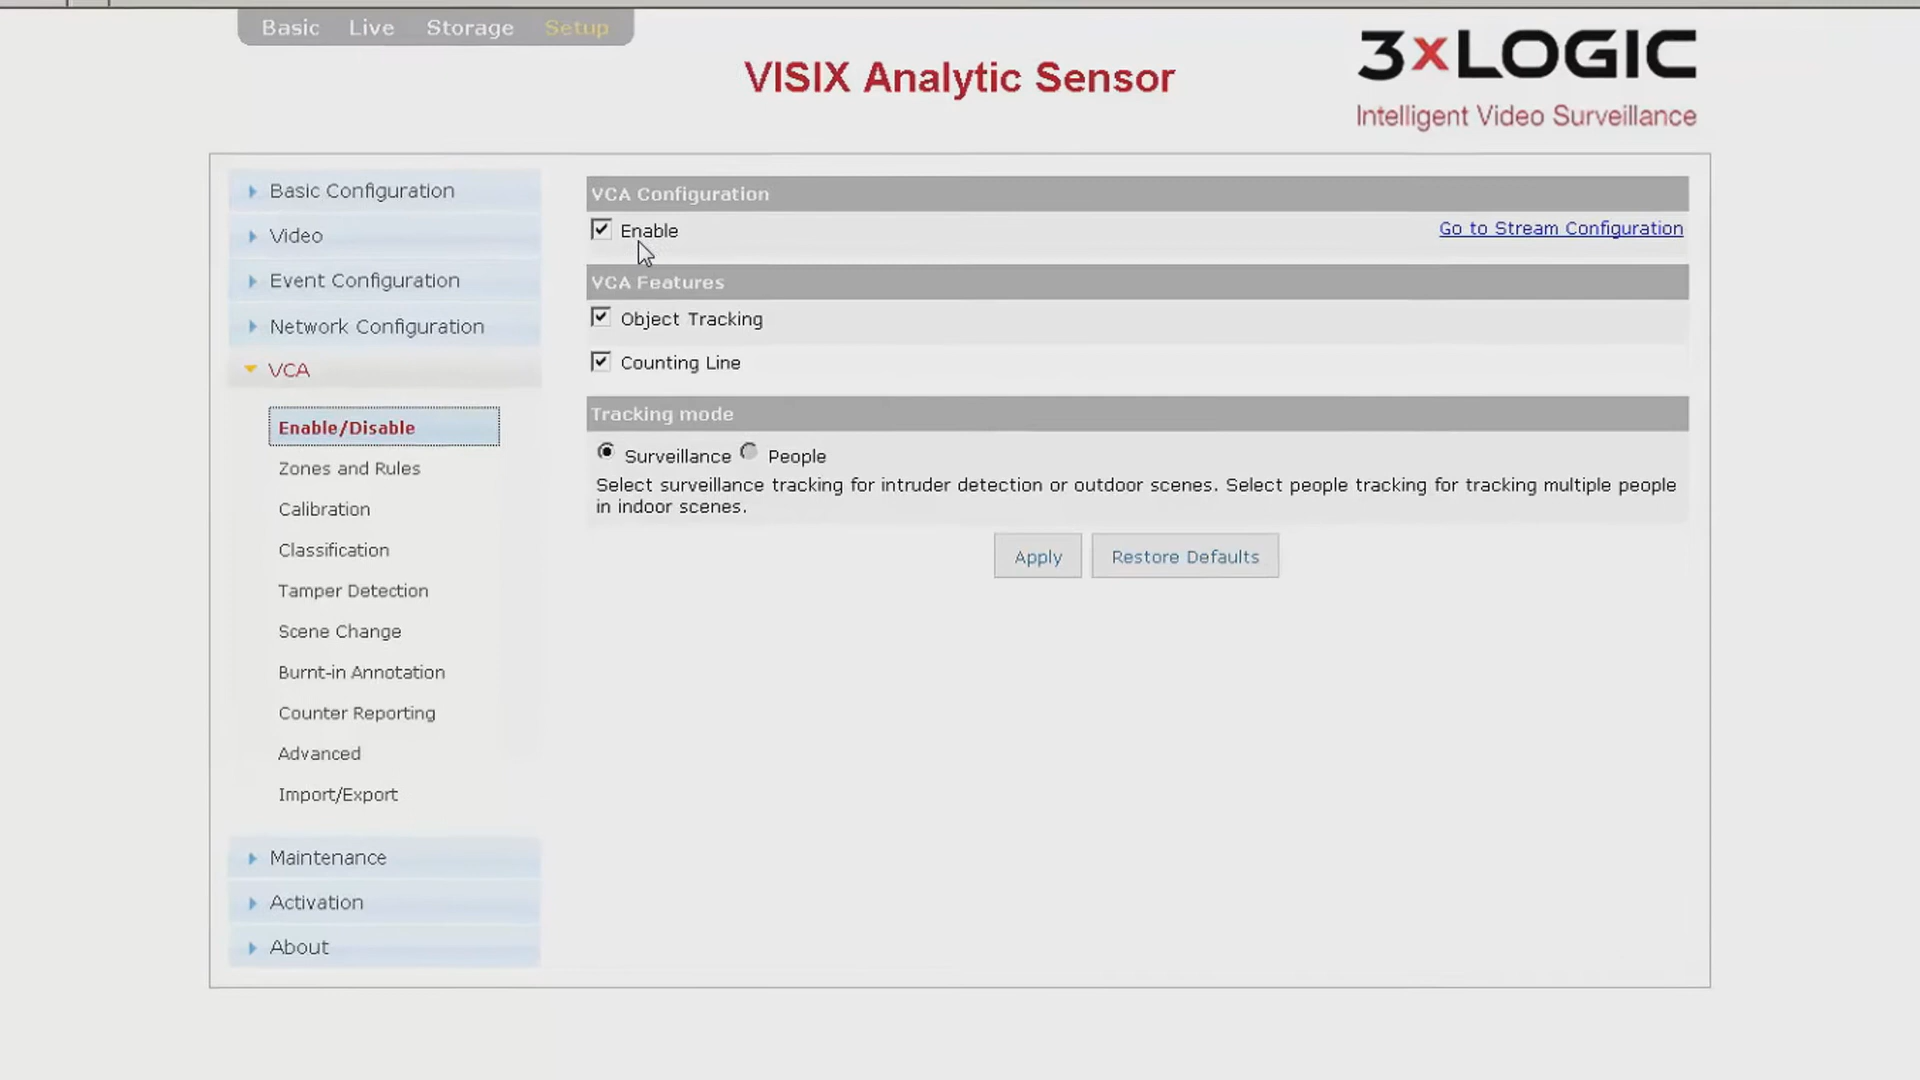 Basic Live Storage Setup
VISIX Analytic Sensor
3xLOGIC
Intelligent Video Surveillance
Basic Configuration
Video
Event Configuration
Network Configuration
VCA
Enable/Disable
Zones and Rules
Calibration
Classification
Tamper Detection
Scene Change
Burnt-in Annotation
Counter Reporting
Advanced
Import/Export
Maintenance
Activation
About
VCA Configuration
Enable
Go to Stream Configuration
VCA Features
Object Tracking
Counting Line
Tracking mode
Surveillance People
Select surveillance tracking for intruder detection or outdoor scenes. Select people tracking for tracking multiple people
in indoor scenes.
Apply Restore Defaults